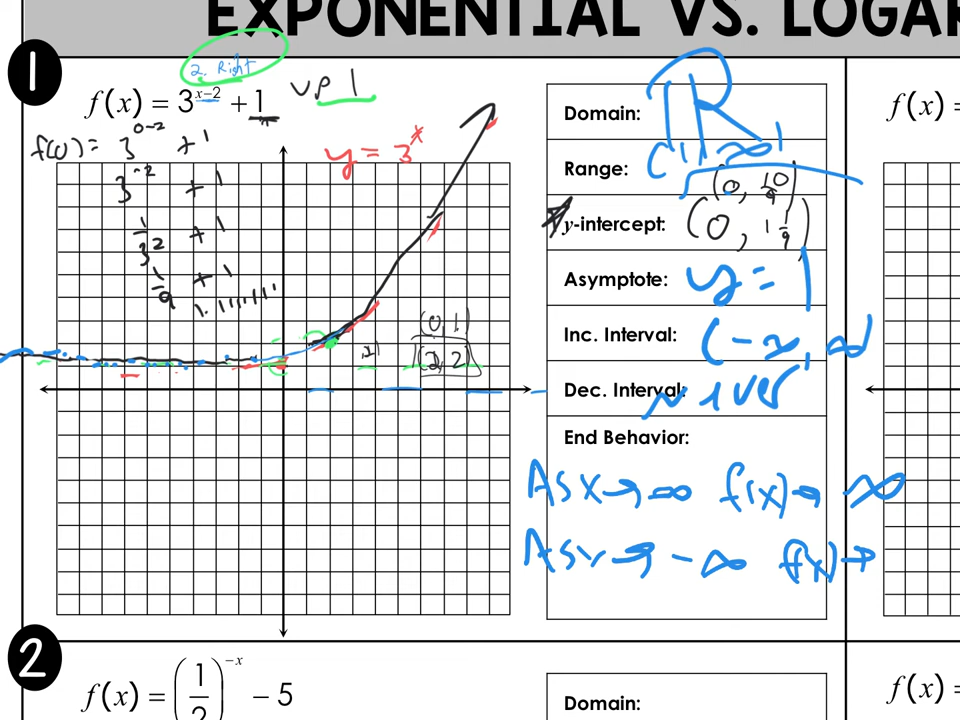 EXPONENTIAL VS. LOGAR
1
2. Right
f(x) = 3^{x-2} + 1
up 1
f(0) = 3^{0-2} + 1
3^{-2} + 1
1/3^2 + 1
1/9 + 1
1.1111111
y = 3^x
(0, 1)
(2, 2)
Domain: ℝ
Range: (1, ∞)
(0, 10/9)
y-intercept: (0, 1 1/9)
Asymptote: y = 1
Inc. Interval: (-∞, ∞
Dec. Interval: never
End Behavior:
As x → ∞ f(x) → ∞
As x → -∞ f(x) →
f(x) =
2
f(x) = (1/2)^{-x} - 5
Domain:
f(x) =